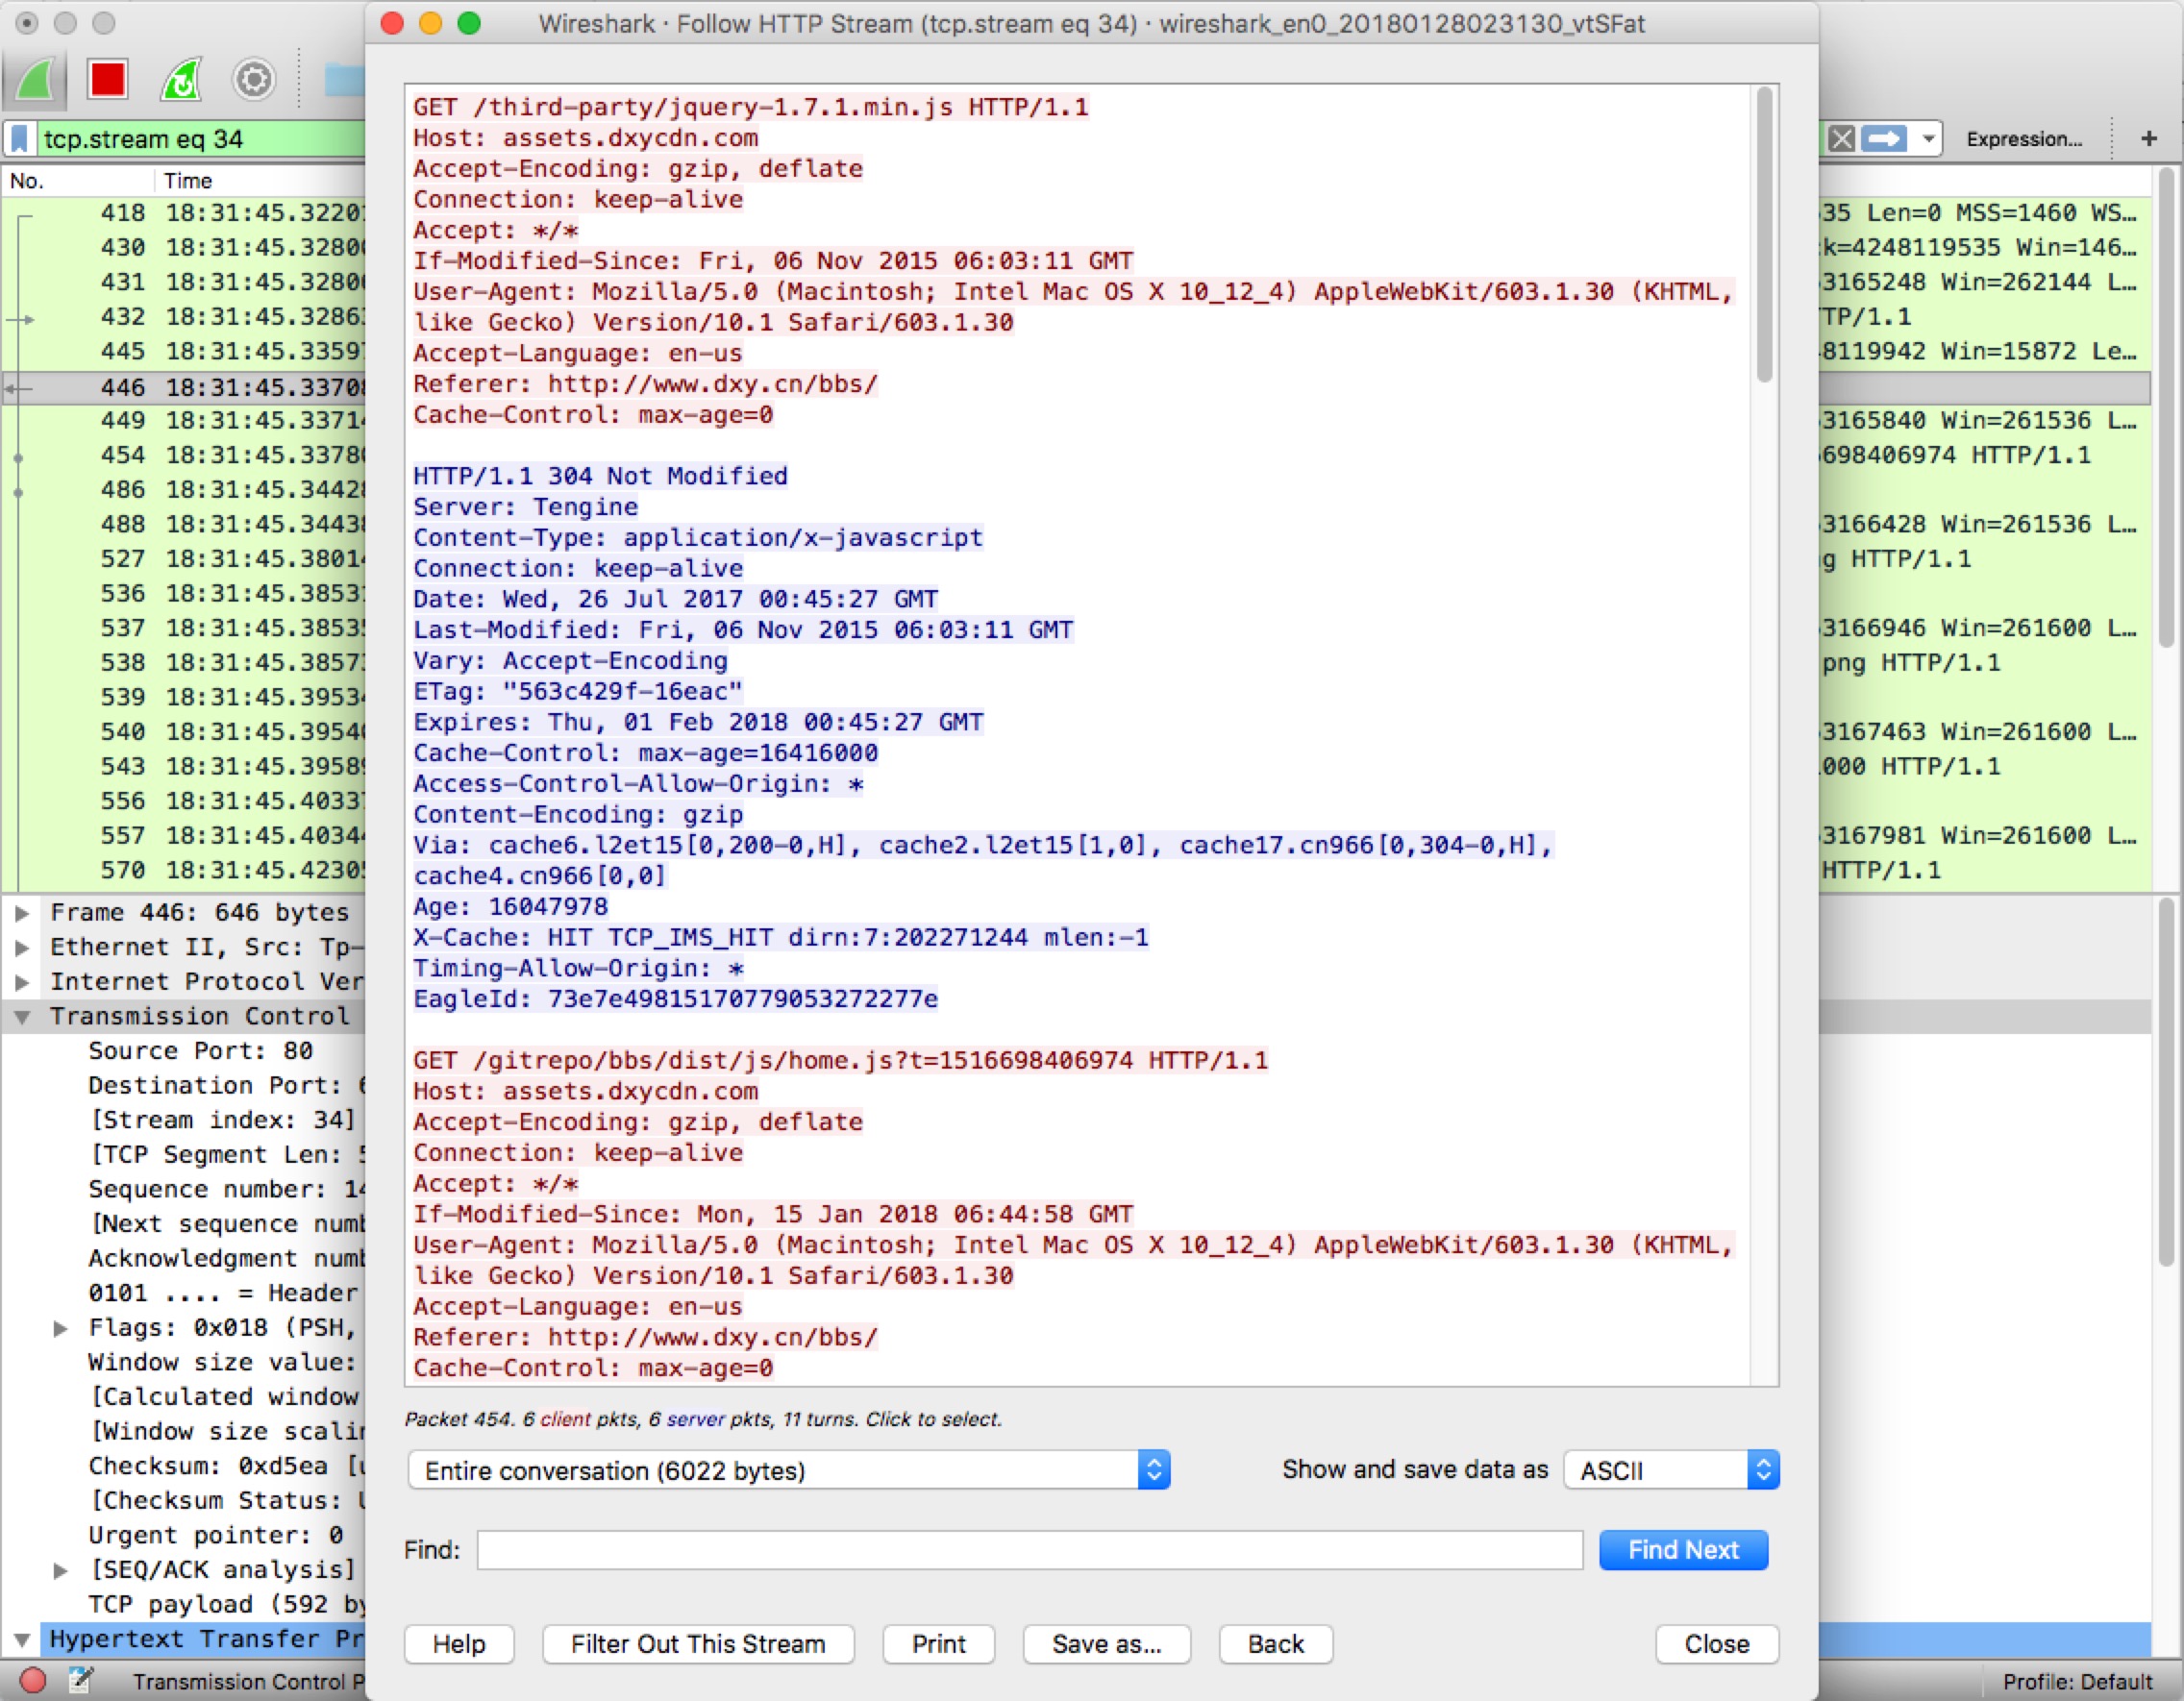 Wireshark · Follow HTTP Stream (tcp.stream eq 34) · wireshark_en0_20180128023130_vtSFat
tcp.stream eq 34
Expression...
+
No.
Time
418 18:31:45.32201
35 Len=0 MSS=1460 WS…
430 18:31:45.32800
ck=4248119535 Win=146…
431 18:31:45.32800
3165248 Win=262144 L…
432 18:31:45.32863
TP/1.1
445 18:31:45.33597
8119942 Win=15872 Le…
446 18:31:45.33708
449 18:31:45.33714
3165840 Win=261536 L…
454 18:31:45.33780
698406974 HTTP/1.1
486 18:31:45.34428
488 18:31:45.34438
3166428 Win=261536 L…
527 18:31:45.38014
g HTTP/1.1
536 18:31:45.38531
537 18:31:45.38535
3166946 Win=261600 L…
538 18:31:45.38573
png HTTP/1.1
539 18:31:45.39534
540 18:31:45.39540
3167463 Win=261600 L…
543 18:31:45.39589
000 HTTP/1.1
556 18:31:45.40337
557 18:31:45.40344
3167981 Win=261600 L…
570 18:31:45.42305
HTTP/1.1
Frame 446: 646 bytes
Ethernet II, Src: Tp-
Internet Protocol Ver
Transmission Control
Source Port: 80
Destination Port: 6
[Stream index: 34]
[TCP Segment Len: 5
Sequence number: 14
[Next sequence numb
Acknowledgment numb
0101 .... = Header
Flags: 0x018 (PSH,
Window size value:
[Calculated window
[Window size scalin
Checksum: 0xd5ea [u
[Checksum Status: U
Urgent pointer: 0
[SEQ/ACK analysis]
TCP payload (592 by
Hypertext Transfer Pr
GET /third-party/jquery-1.7.1.min.js HTTP/1.1
Host: assets.dxycdn.com
Accept-Encoding: gzip, deflate
Connection: keep-alive
Accept: */*
If-Modified-Since: Fri, 06 Nov 2015 06:03:11 GMT
User-Agent: Mozilla/5.0 (Macintosh; Intel Mac OS X 10_12_4) AppleWebKit/603.1.30 (KHTML,
like Gecko) Version/10.1 Safari/603.1.30
Accept-Language: en-us
Referer: http://www.dxy.cn/bbs/
Cache-Control: max-age=0
HTTP/1.1 304 Not Modified
Server: Tengine
Content-Type: application/x-javascript
Connection: keep-alive
Date: Wed, 26 Jul 2017 00:45:27 GMT
Last-Modified: Fri, 06 Nov 2015 06:03:11 GMT
Vary: Accept-Encoding
ETag: "563c429f-16eac"
Expires: Thu, 01 Feb 2018 00:45:27 GMT
Cache-Control: max-age=16416000
Access-Control-Allow-Origin: *
Content-Encoding: gzip
Via: cache6.l2et15[0,200-0,H], cache2.l2et15[1,0], cache17.cn966[0,304-0,H],
cache4.cn966[0,0]
Age: 16047978
X-Cache: HIT TCP_IMS_HIT dirn:7:202271244 mlen:-1
Timing-Allow-Origin: *
EagleId: 73e7e49815170779053272277e
GET /gitrepo/bbs/dist/js/home.js?t=1516698406974 HTTP/1.1
Host: assets.dxycdn.com
Accept-Encoding: gzip, deflate
Connection: keep-alive
Accept: */*
If-Modified-Since: Mon, 15 Jan 2018 06:44:58 GMT
User-Agent: Mozilla/5.0 (Macintosh; Intel Mac OS X 10_12_4) AppleWebKit/603.1.30 (KHTML,
like Gecko) Version/10.1 Safari/603.1.30
Accept-Language: en-us
Referer: http://www.dxy.cn/bbs/
Cache-Control: max-age=0
Packet 454. 6 client pkts, 6 server pkts, 11 turns. Click to select.
Entire conversation (6022 bytes)
Show and save data as
ASCII
Find:
Find Next
Help
Filter Out This Stream
Print
Save as...
Back
Close
Transmission Control P
Profile: Default